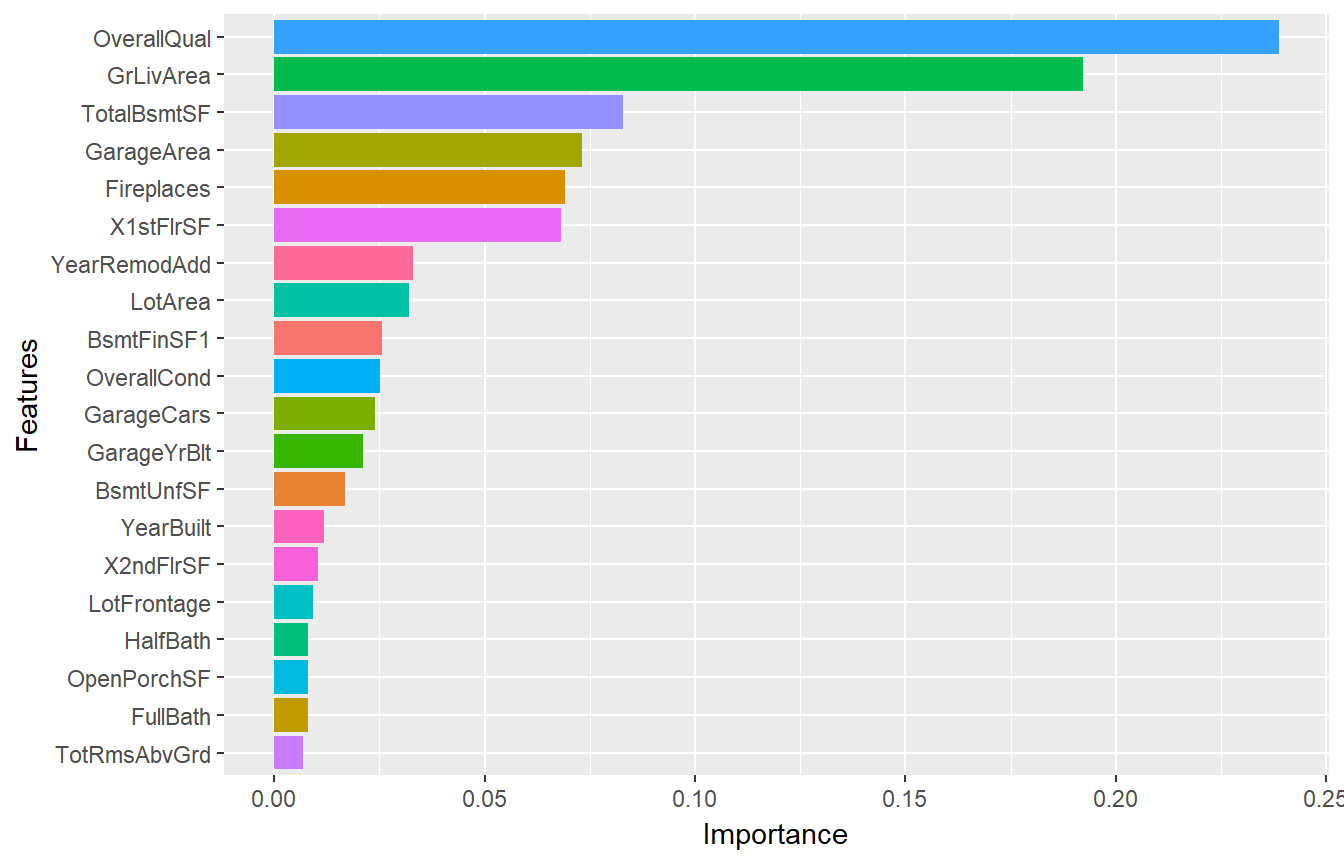 OverallQual
GrLivArea
TotalBsmtSF
GarageArea
Fireplaces
X1stFlrSF
YearRemodAdd
LotArea
BsmtFinSF1
OverallCond
GarageCars
GarageYrBlt
BsmtUnfSF
YearBuilt
X2ndFlrSF
LotFrontage
HalfBath
OpenPorchSF
FullBath
TotRmsAbvGrd
Features
0.00 0.05 0.10 0.15 0.20 0.25
Importance